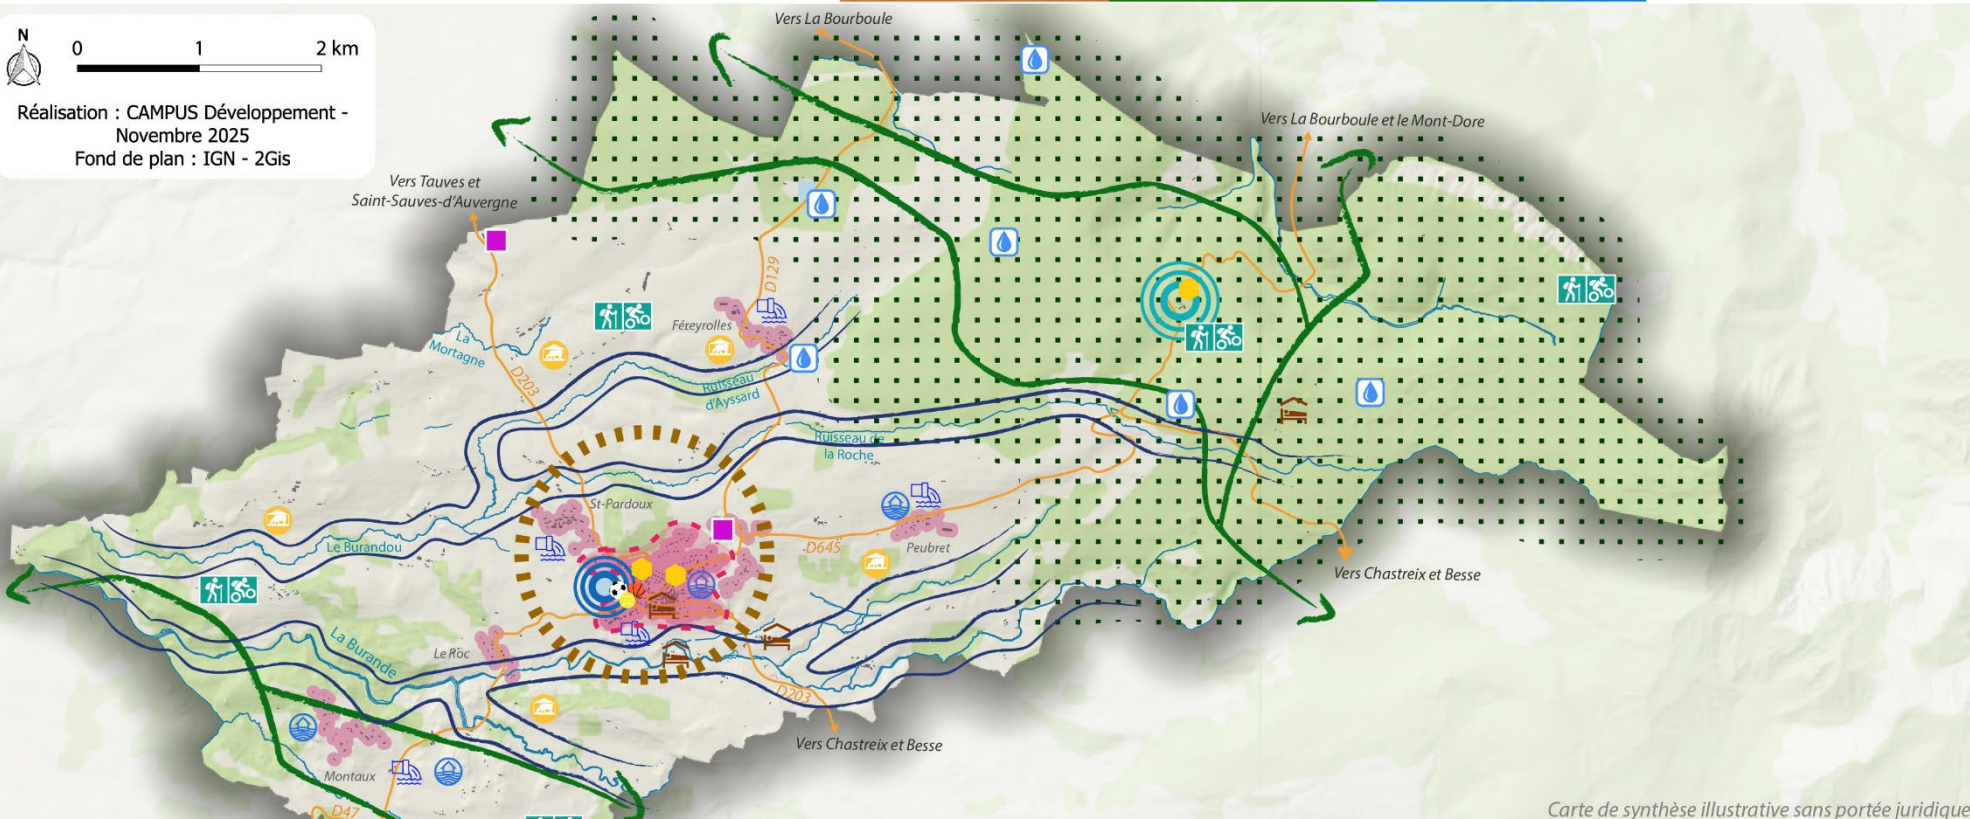 N
0 1 2 km
Réalisation : CAMPUS Développement -
Novembre 2025
Fond de plan : IGN - 2Gis
Vers La Bourboule
Vers La Bourboule et le Mont-Dore
Vers Tauves et
Saint-Sauves-d'Auvergne
D129
Féreyrolles
La
Mortagne
D203
Ruisseau
d'Ayssard
Ruisseau de
la Roche
St-Pardoux
Le Burandou
D645
Peubret
Vers Chastreix et Besse
La Burande
Le Roc
D203
Vers Chastreix et Besse
Montaux
D47
Carte de synthèse illustrative sans portée juridique